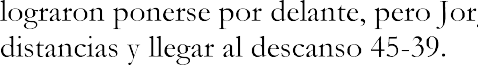 lograron ponerse por delante, pero
distancias y llegar al descanso 45-39.